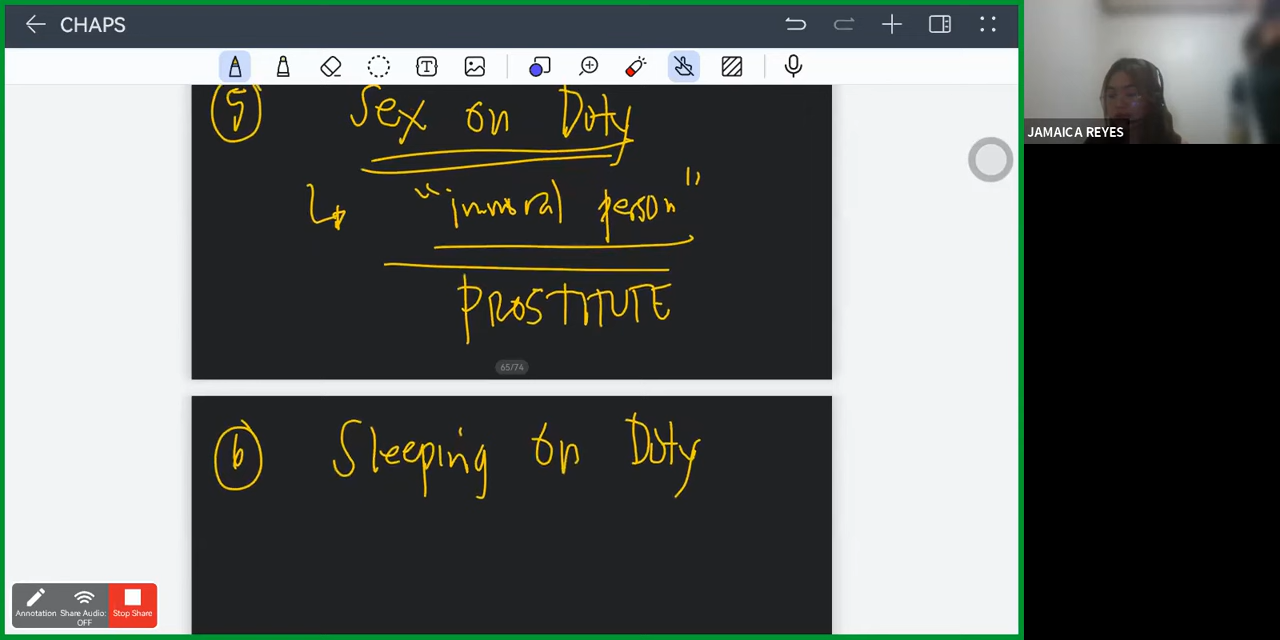 CHAPS
5 Sex on Duty
"immoral person"
PROSTITUTE
65/74
6 Sleeping on Duty
JAMAICA REYES
Annotation
Share Audio: OFF
Stop Share